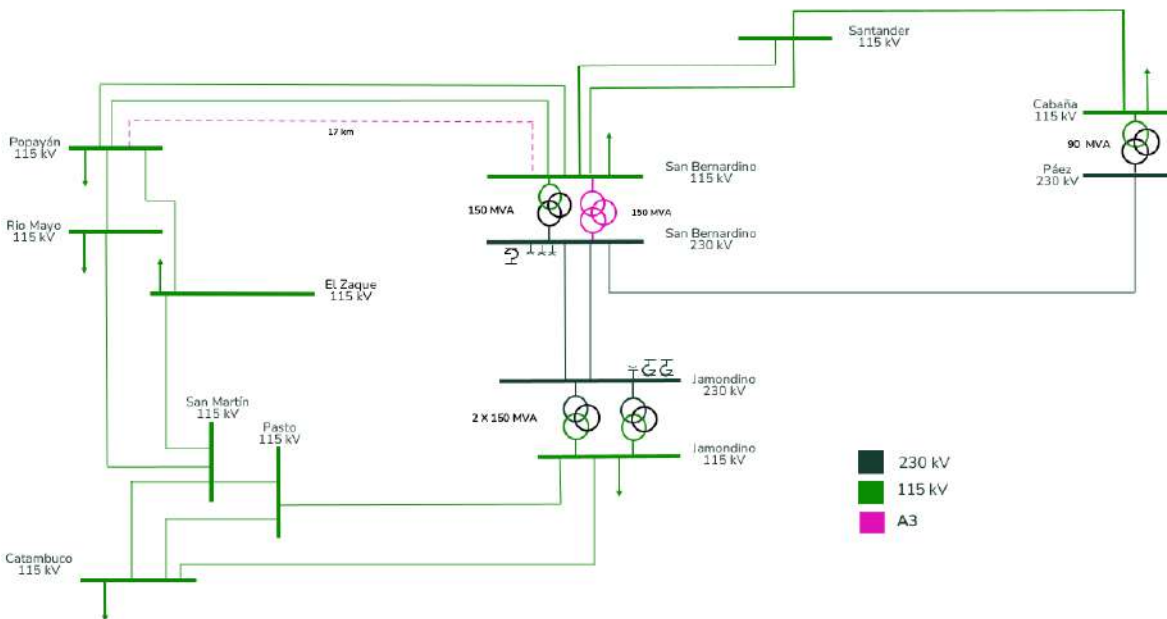 Santander
115 kV
Cabaña
115 kV
90 MVA
Páez
230 kV
17 km
Popayán
115 kV
San Bernardino
115 kV
150 MVA
150 MVA
San Bernardino
230 kV
Rio Mayo
115 kV
El Zaque
115 kV
Jamondino
230 kV
San Martín
115 kV
Pasto
115 kV
2 X 150 MVA
Jamondino
115 kV
230 kV
115 kV
A3
Catambuco
115 kV